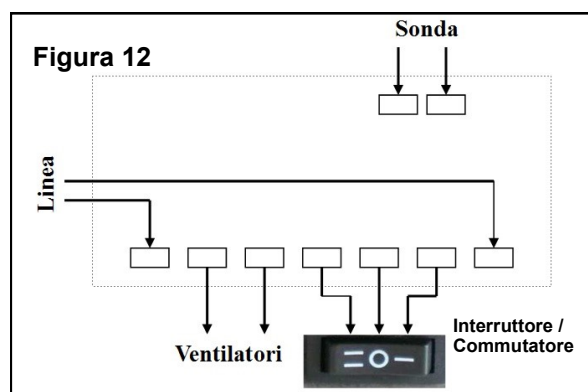 Sonda
Figura 12
Linea
Ventilatori
Interruttore /
Commutatore